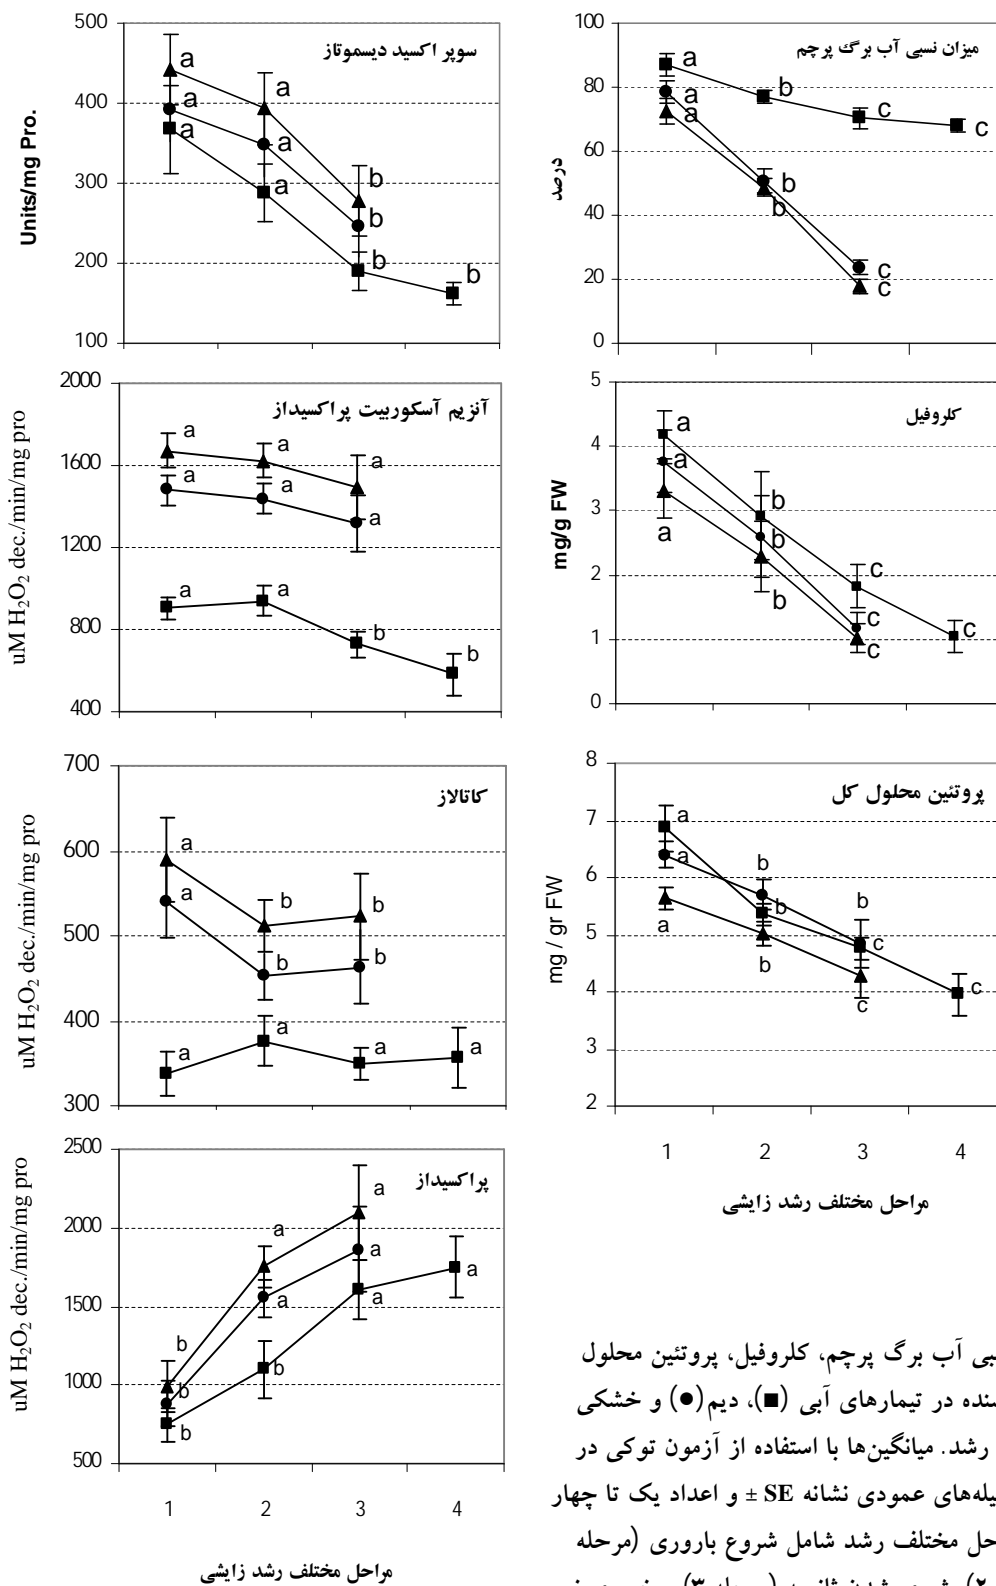 سوپر اکسید دیسموتاز
Units/mg Pro.
500
400
300
200
100
a
a
a
a
a
a
b
b
b
b
میزان نسبی آب برگ پرچم
درصد
100
80
60
40
20
0
a
a
a
b
b
b
c
c
c
c
آنزیم آسکوربیت پراکسیداز
uM H₂O₂ dec./min/mg pro
2000
1600
1200
800
400
a
a
a
a
a
a
a
a
b
b
کلروفیل
mg/g FW
5
4
3
2
1
0
a
a
a
b
b
b
c
c
c
c
کاتالاز
uM H₂O₂ dec./min/mg pro
700
600
500
400
300
a
a
a
b
b
a
b
b
a
a
پروتئین محلول کل
mg / gr FW
8
7
6
5
4
3
2
a
a
a
b
b
b
b
c
c
c
1 2 3 4
مراحل مختلف رشد زایشی
پراکسیداز
uM H₂O₂ dec./min/mg pro
2500
2000
1500
1000
500
b
b
b
a
a
b
a
a
a
a
1 2 3 4
مراحل مختلف رشد زایشی
بی آب برگ پرچم، کلروفیل، پروتئین محلول
نده در تیمارهای آبی (■)، دیم(●) و خشکی
رشد. میانگین‌ها با استفاده از آزمون توکی در
یله‌های عمودی نشانه SE ± و اعداد یک تا چهار
حل مختلف رشد شامل شروع باروری (مرحله